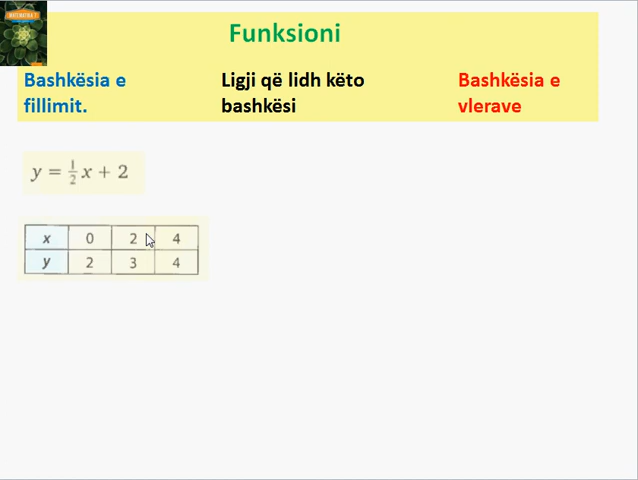 MATEMATIKA
Funksioni
Bashkësia e fillimit.
Ligji që lidh këto bashkësi
Bashkësia e vlerave
y = 1/2 x + 2
x 0 2 4
y 2 3 4